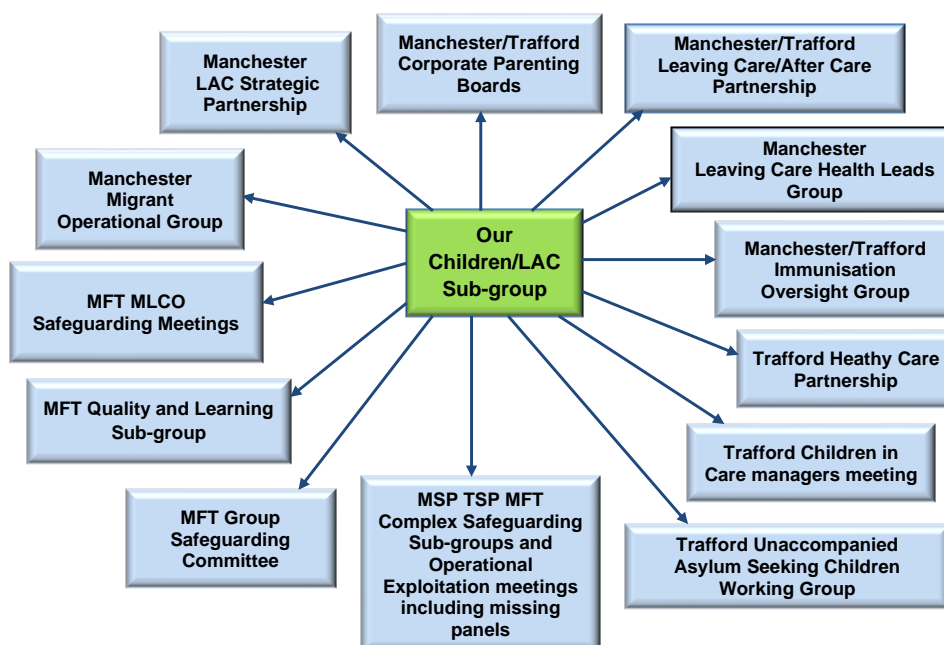 Manchester
LAC Strategic
Partnership
Manchester/Trafford
Corporate Parenting
Boards
Manchester/Trafford
Leaving Care/After Care
Partnership
Manchester
Leaving Care Health Leads
Group
Manchester
Migrant
Operational Group
Our
Children/LAC
Sub-group
Manchester/Trafford
Immunisation
Oversight Group
MFT MLCO
Safeguarding Meetings
Trafford Heathy Care
Partnership
MFT Quality and Learning
Sub-group
Trafford Children in
Care managers meeting
MFT Group
Safeguarding
Committee
MSP TSP MFT
Complex Safeguarding
Sub-groups and
Operational
Exploitation meetings
including missing
panels
Trafford Unaccompanied
Asylum Seeking Children
Working Group